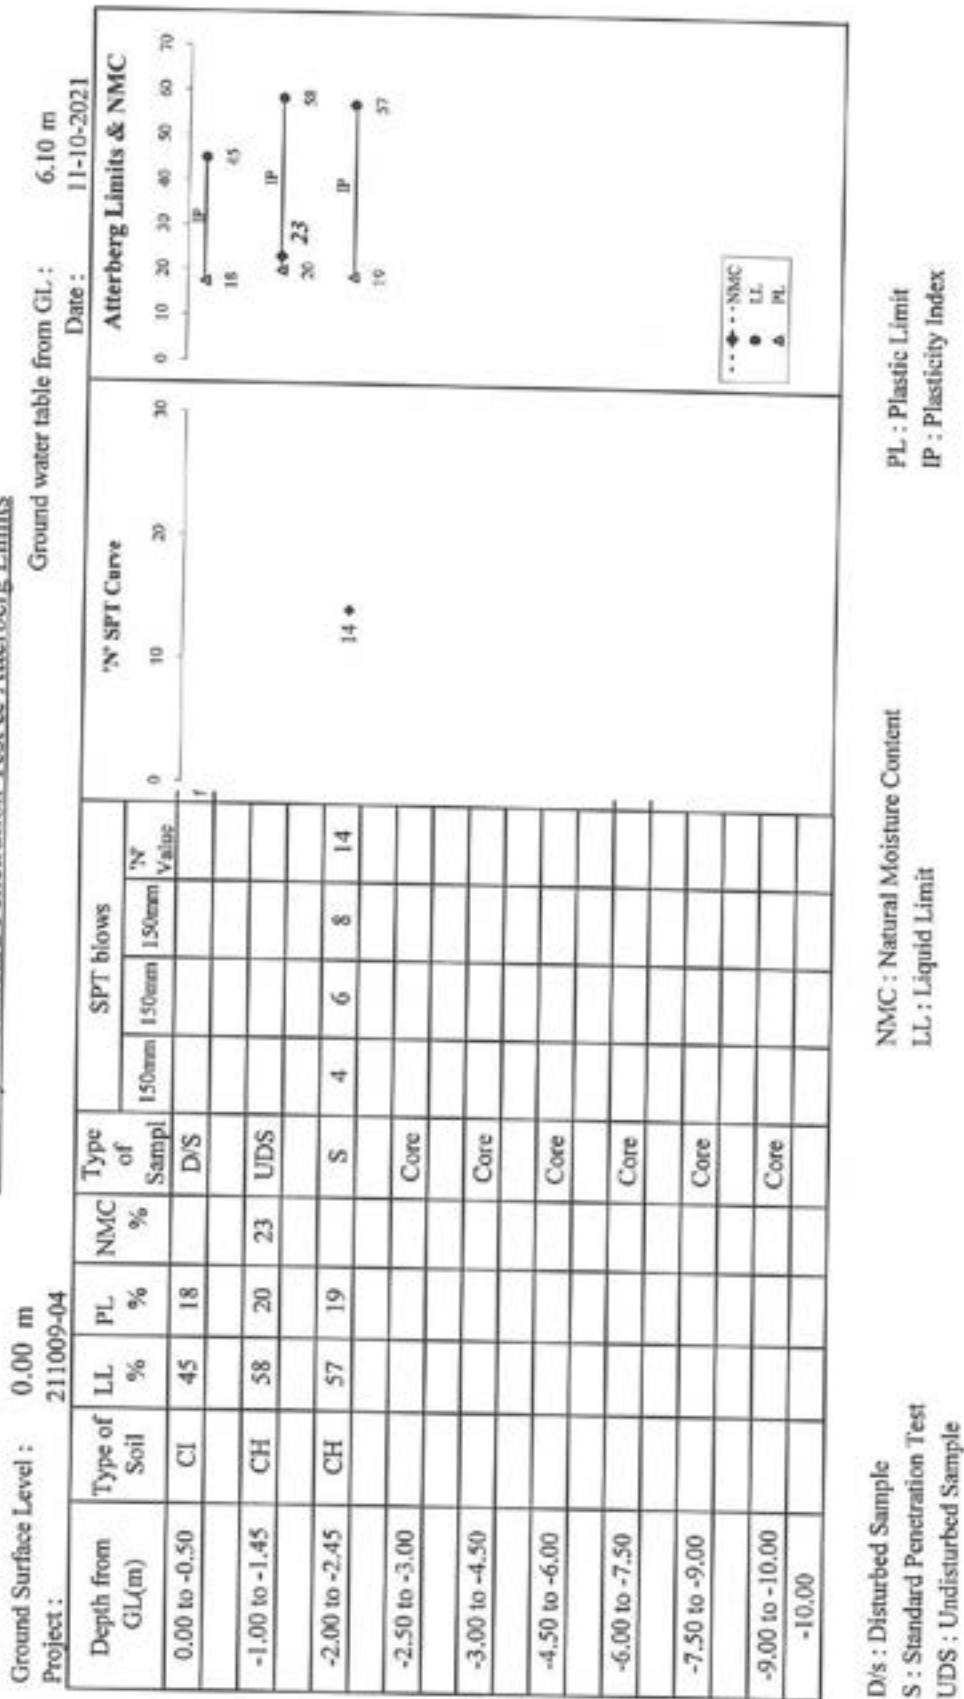 Ground Surface Level : 0.00 m
Ground water table from GL : 6.10 m
Project : 211009-04
Date : 11-10-2021
Depth from GL(m) Type of Soil LL % PL % NMC % Type of Sampl SPT blows 'N' SPT Curve Atterberg Limits & NMC
150mm 150mm 150mm 'N' Value
0 10 20 30
0 10 20 30 40 50 60 70
0.00 to -0.50 CI 45 18 D/S
-1.00 to -1.45 CH 58 20 23 UDS
-2.00 to -2.45 CH 57 19 S 4 6 8 14
-2.50 to -3.00 Core
-3.00 to -4.50 Core
-4.50 to -6.00 Core
-6.00 to -7.50 Core
-7.50 to -9.00 Core
-9.00 to -10.00 Core
-10.00
14
IP
18 45
IP
23
20 58
IP
19 57
NMC
LL
PL
D/s : Disturbed Sample
NMC : Natural Moisture Content
PL : Plastic Limit
S : Standard Penetration Test
LL : Liquid Limit
IP : Plasticity Index
UDS : Undisturbed Sample